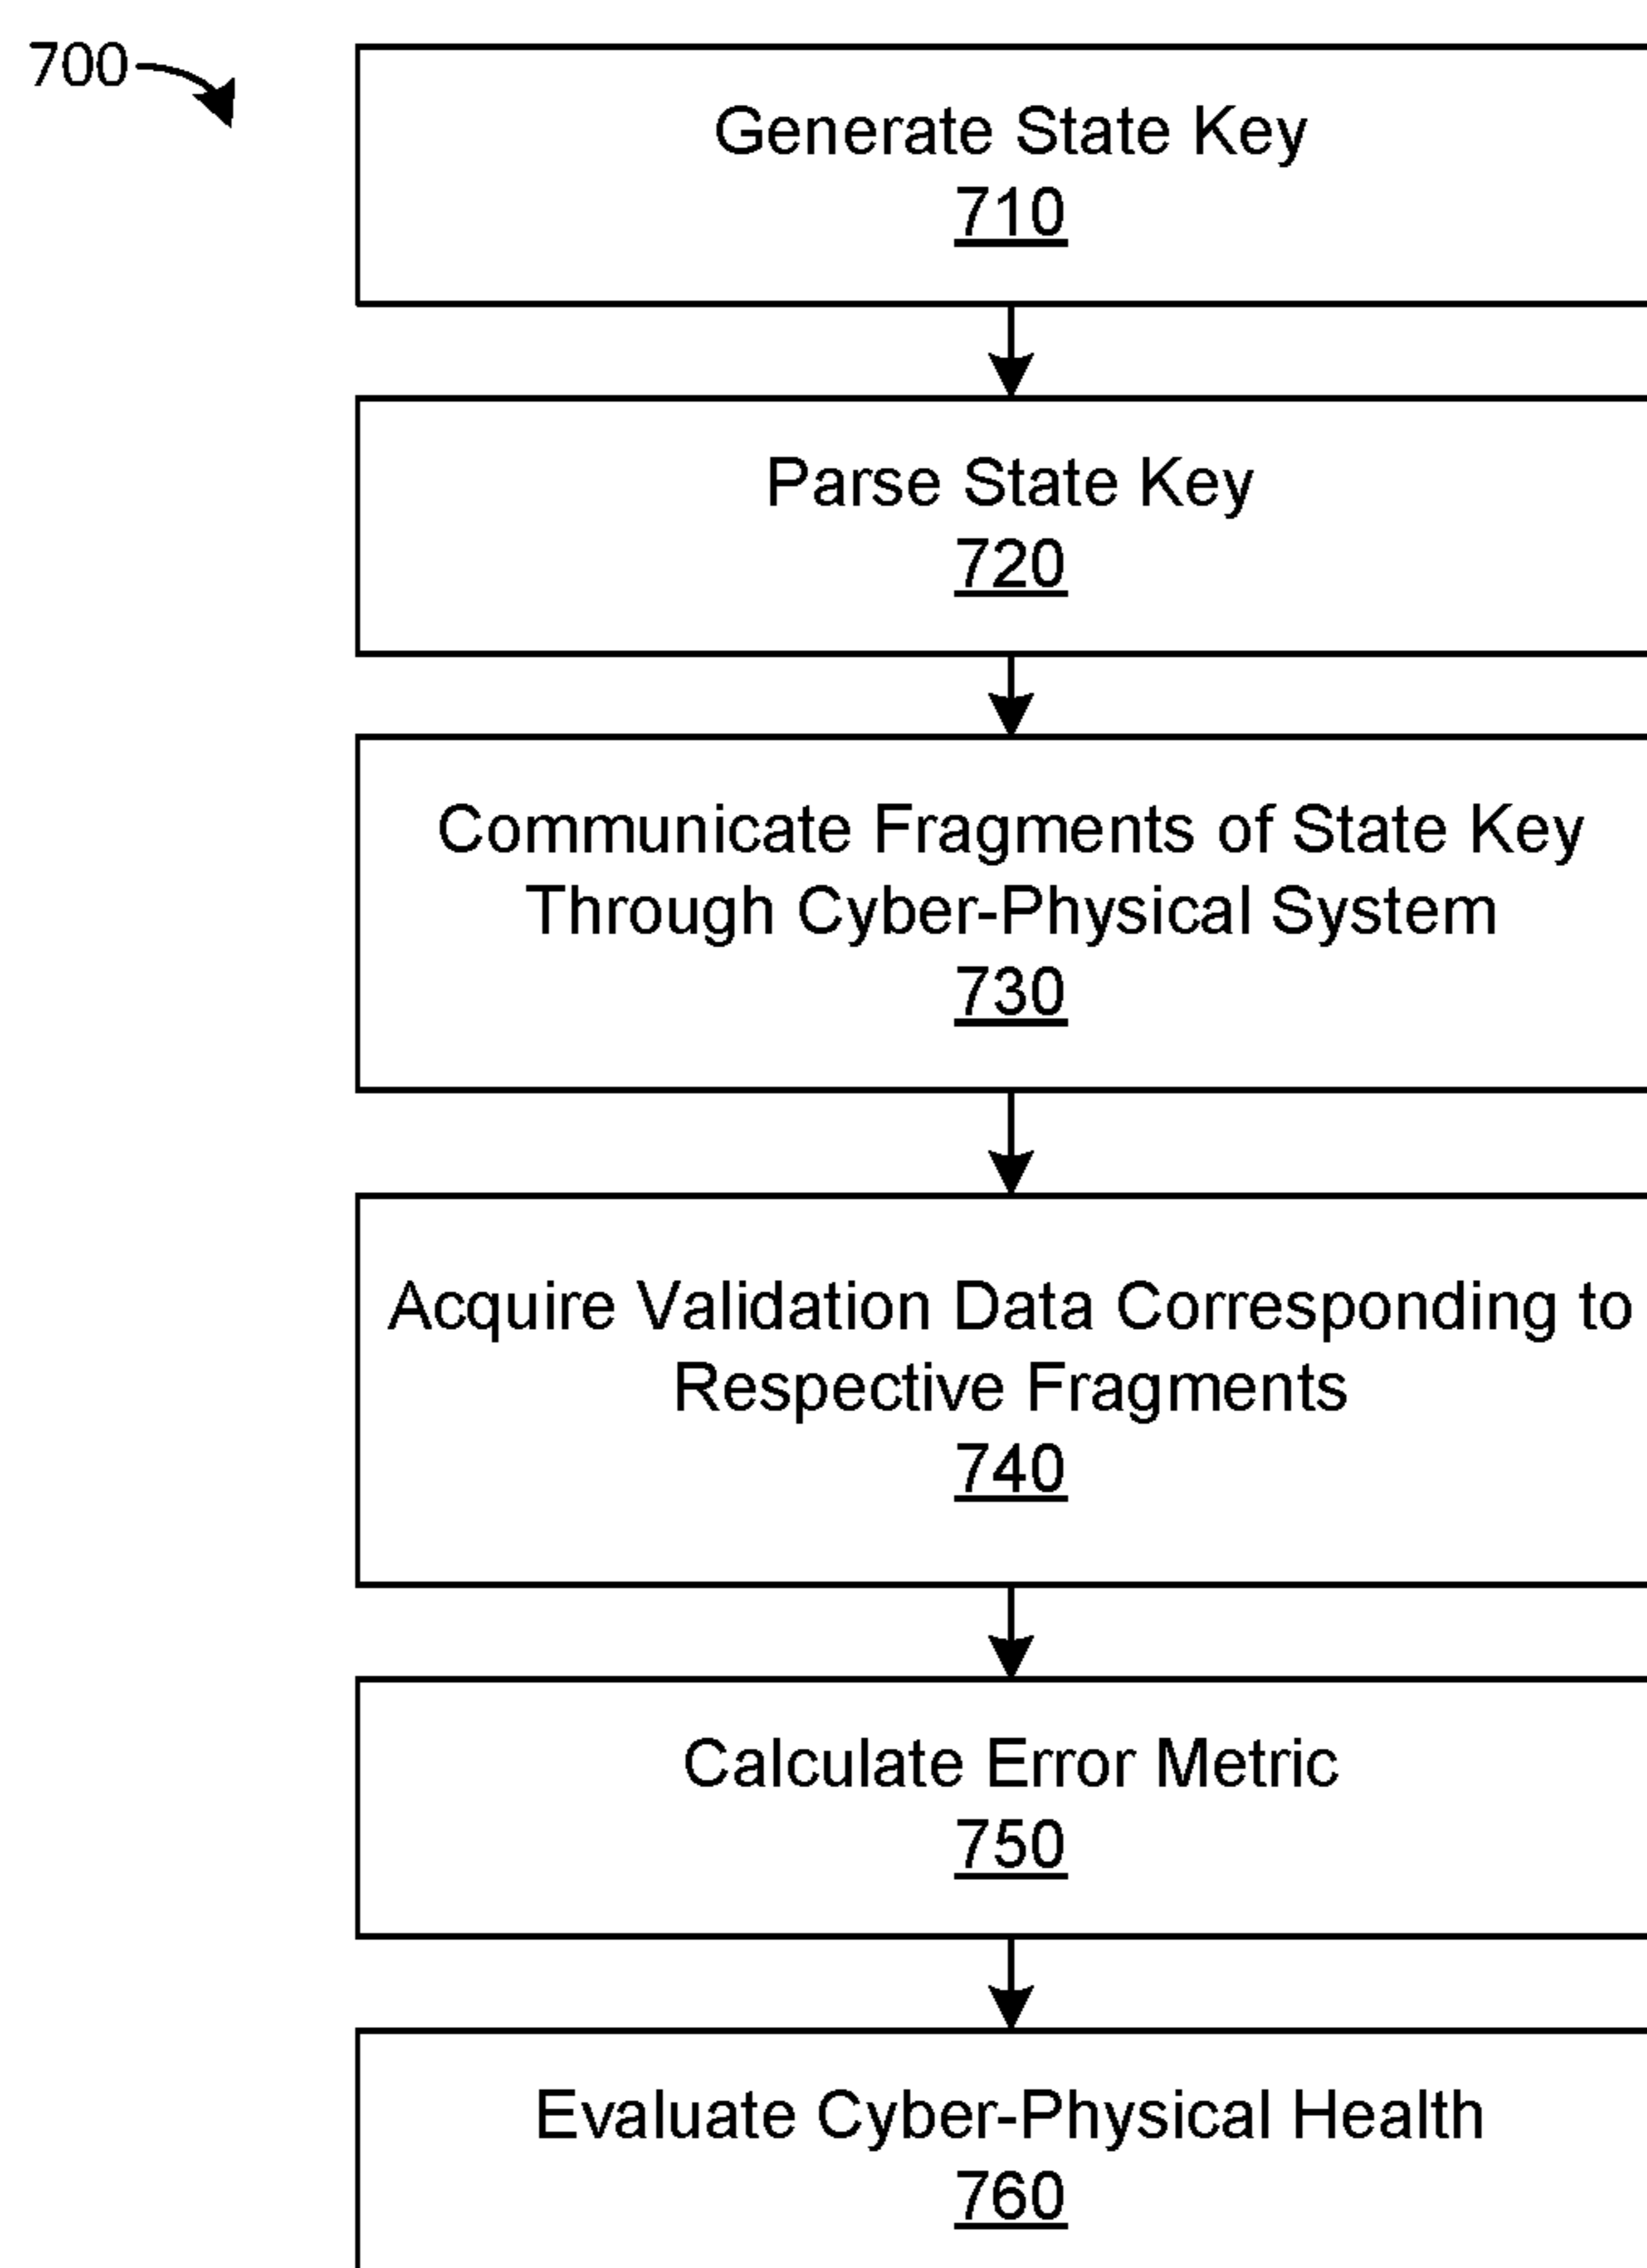 700
Generate State Key
710
Parse State Key
720
Communicate Fragments of State Key
Through Cyber-Physical System
730
Acquire Validation Data Corresponding to
Respective Fragments
740
Calculate Error Metric
750
Evaluate Cyber-Physical Health
760